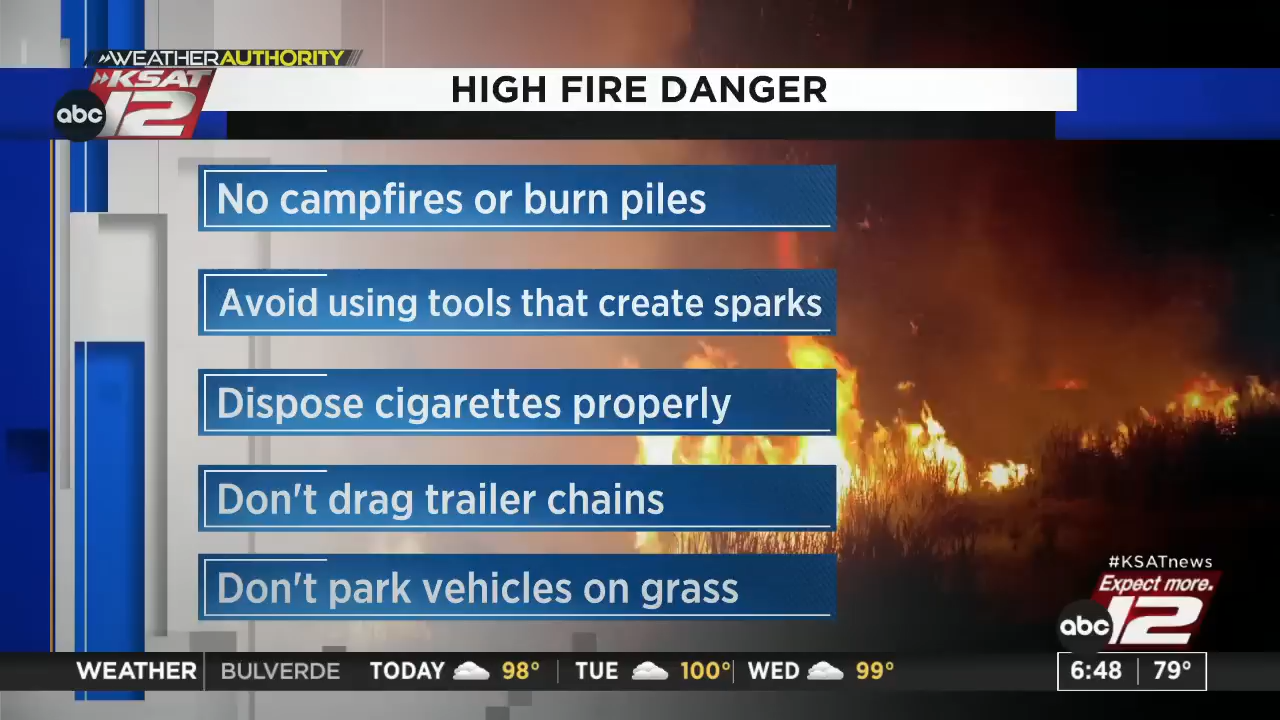 WEATHERAUTHORITY
KSAT
abc 12
HIGH FIRE DANGER
No campfires or burn piles
Avoid using tools that create sparks
Dispose cigarettes properly
Don't drag trailer chains
Don't park vehicles on grass
#KSATnews
Expect more.
abc 12
WEATHER BULVERDE TODAY 98° TUE 100° WED 99° 6:48 79°